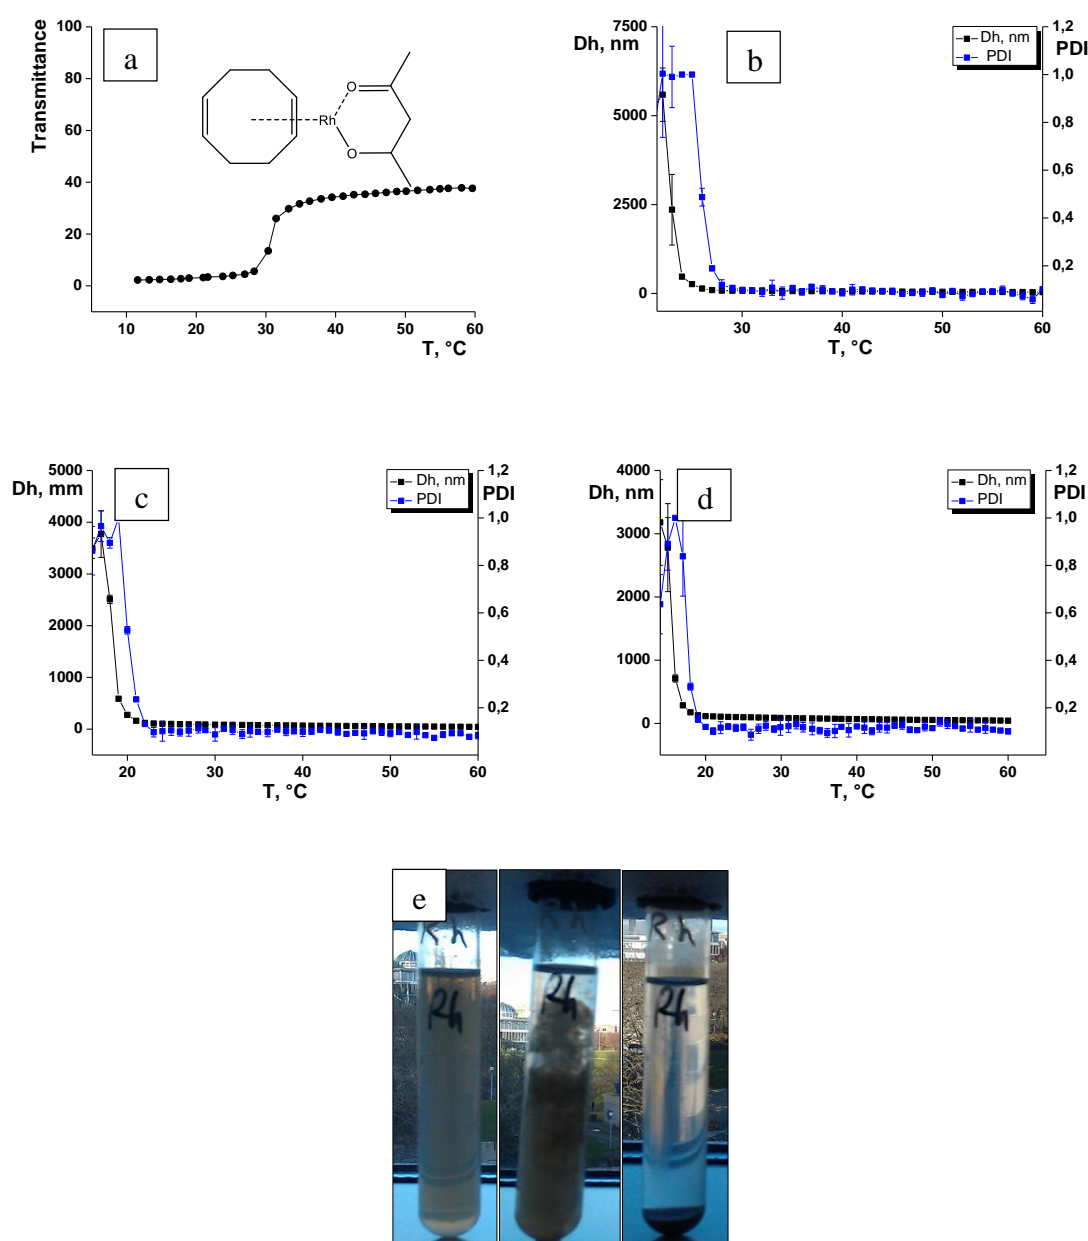 a
Transmittance
100
80
60
40
20
0
10 20 30 40 50 60
T, °C
O
Rh
O
b
Dh, nm
7500
5000
2500
0
Dh, nm
PDI
1,2
PDI
1,0
0,8
0,6
0,4
0,2
30 40 50 60
T, °C
c
5000
Dh, mm
4000
3000
2000
1000
0
Dh, nm
PDI
1,2
PDI
1,0
0,8
0,6
0,4
0,2
20 30 40 50 60
T, °C
d
4000
Dh, nm
3000
2000
1000
0
Dh, nm
PDI
1,2
PDI
1,0
0,8
0,6
0,4
0,2
20 30 40 50 60
T, °C
e
Rh
Rh
Rh
Rh
Rh
Rh